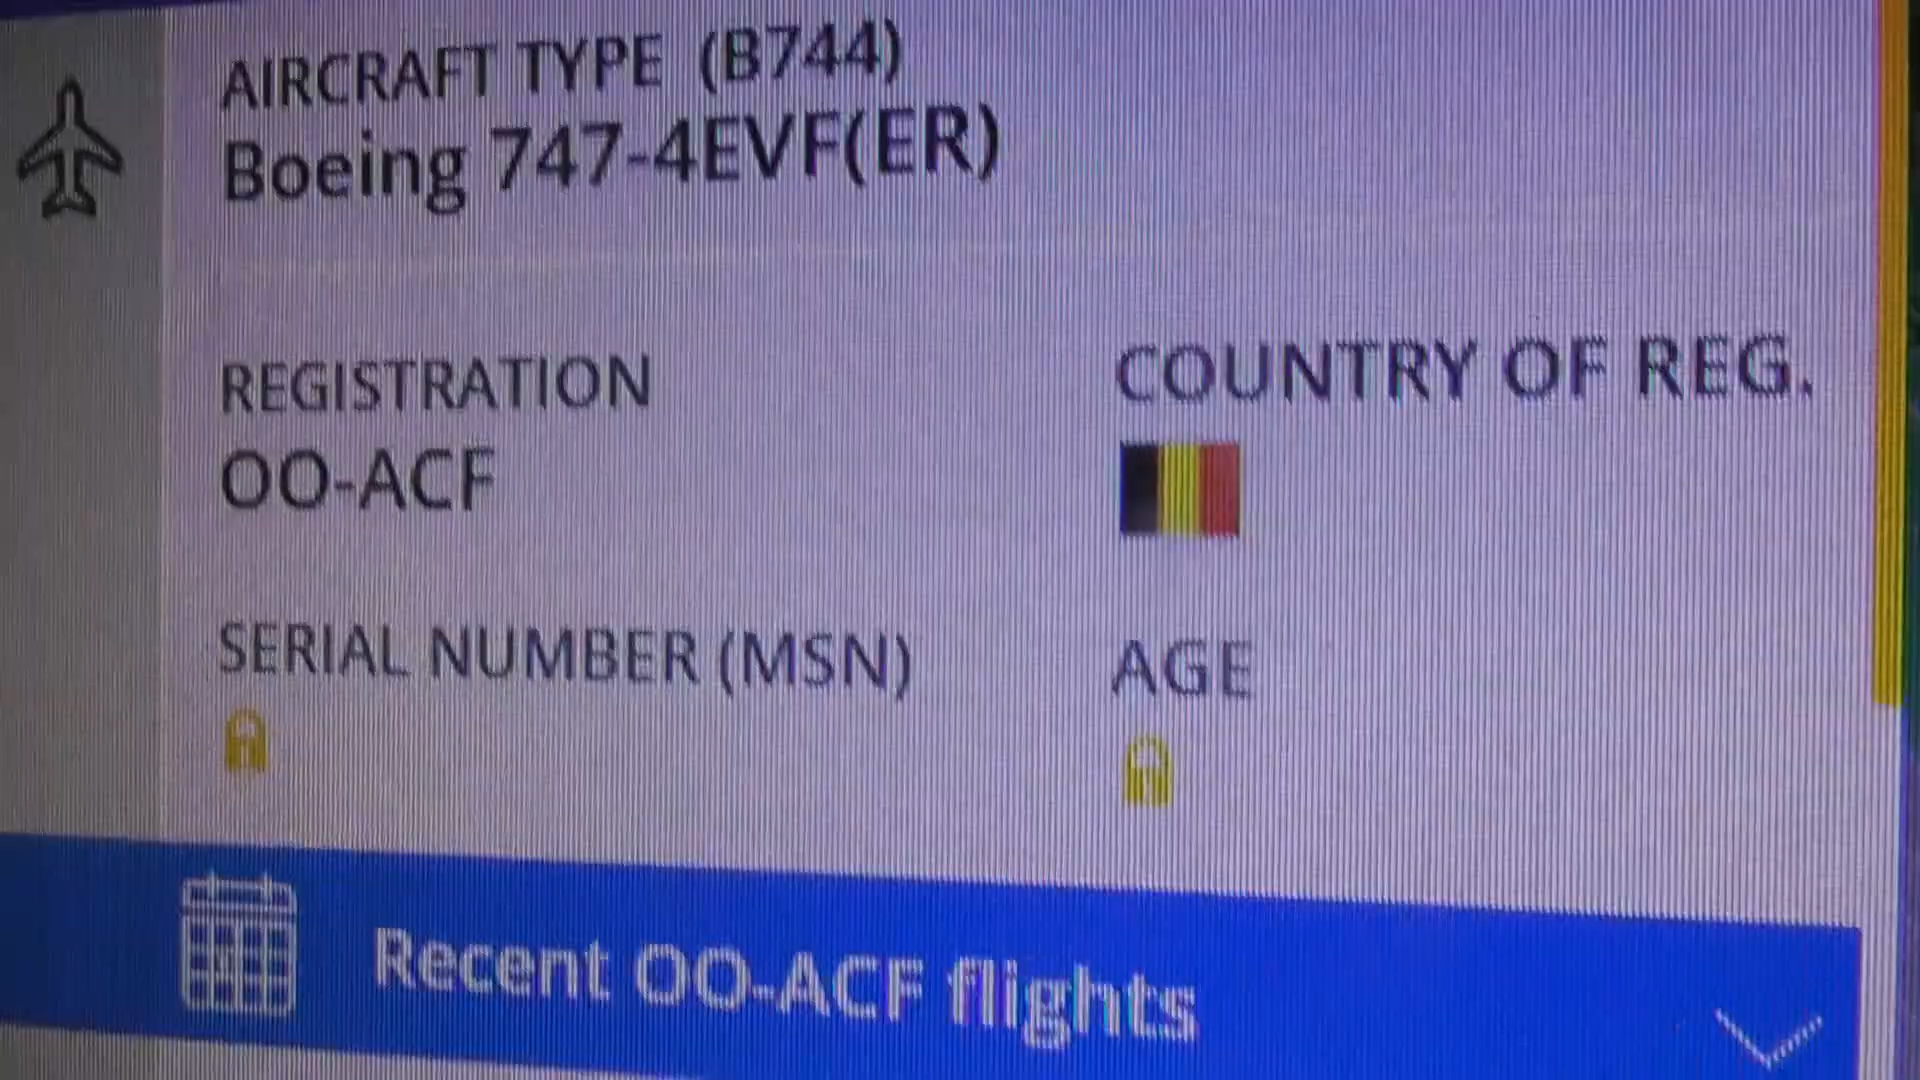 AIRCRAFT TYPE (B744)
Boeing 747-4EVF(ER)
REGISTRATION
OO-ACF
COUNTRY OF REG.
SERIAL NUMBER (MSN)
AGE
Recent OO-ACF flights